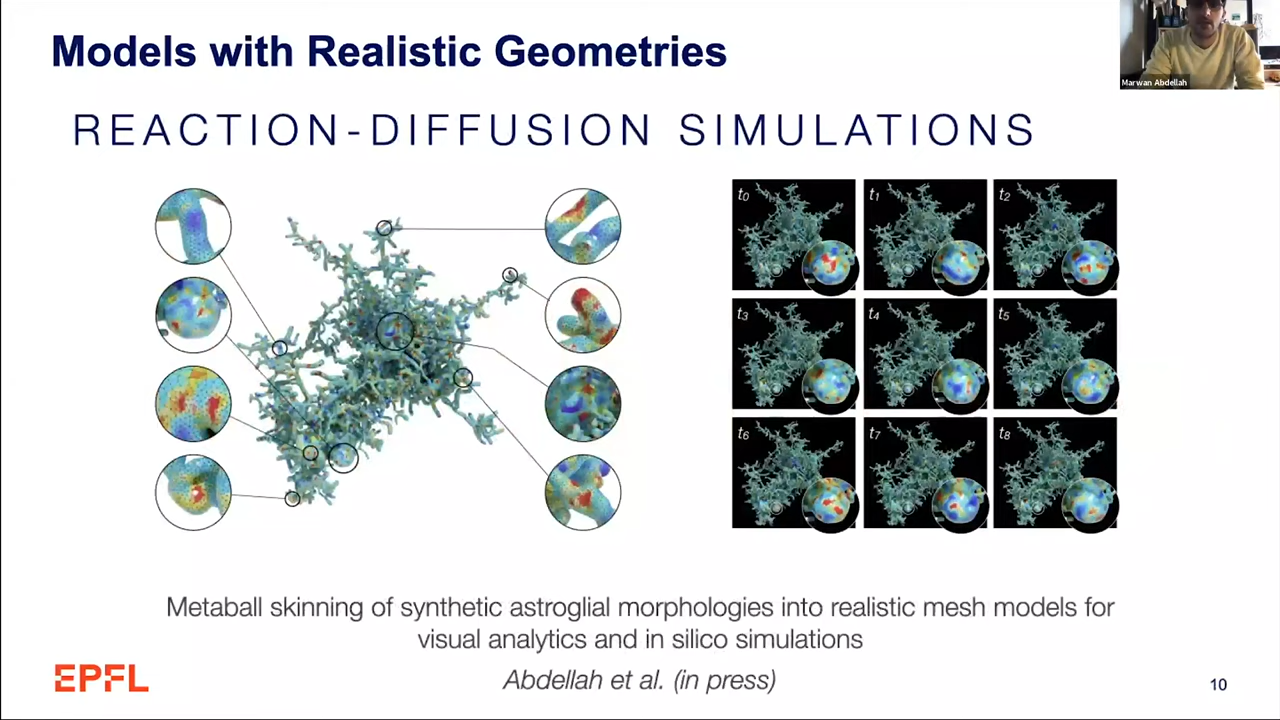 Models with Realistic Geometries
Marwan Abdellah
REACTION-DIFFUSION SIMULATIONS
t0 t1 t2
t3 t4 t5
t6 t7 t8
Metaball skinning of synthetic astroglial morphologies into realistic mesh models for
visual analytics and in silico simulations
Abdellah et al. (in press)
EPFL
10